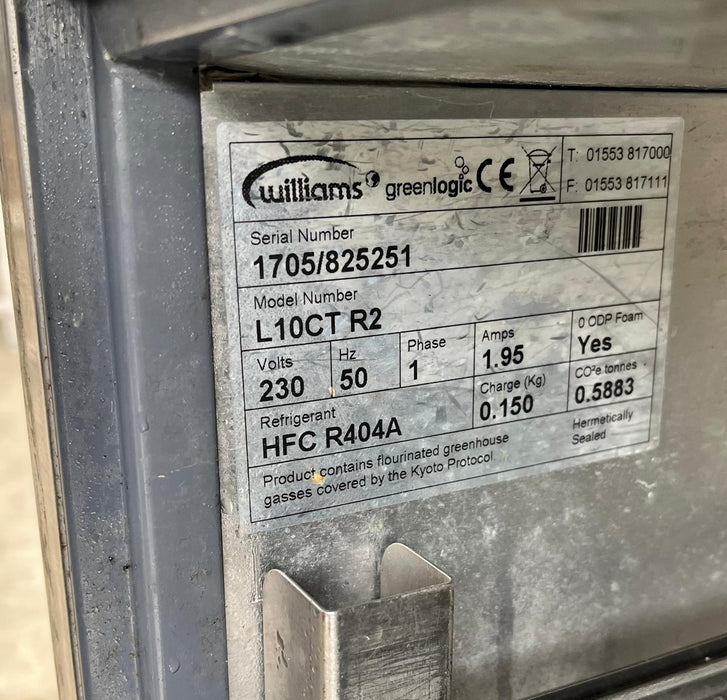 williams greenlogic CE
T: 01553 817000
F: 01553 817111
Serial Number
1705/825251
Model Number
L10CT R2
Volts Hz Phase Amps 0 ODP Foam
230 50 1 1.95 Yes
Refrigerant Charge (Kg) CO²e tonnes
HFC R404A 0.150 0.5883
Product contains flourinated greenhouse
gasses covered by the Kyoto Protocol.
Hermetically
Sealed